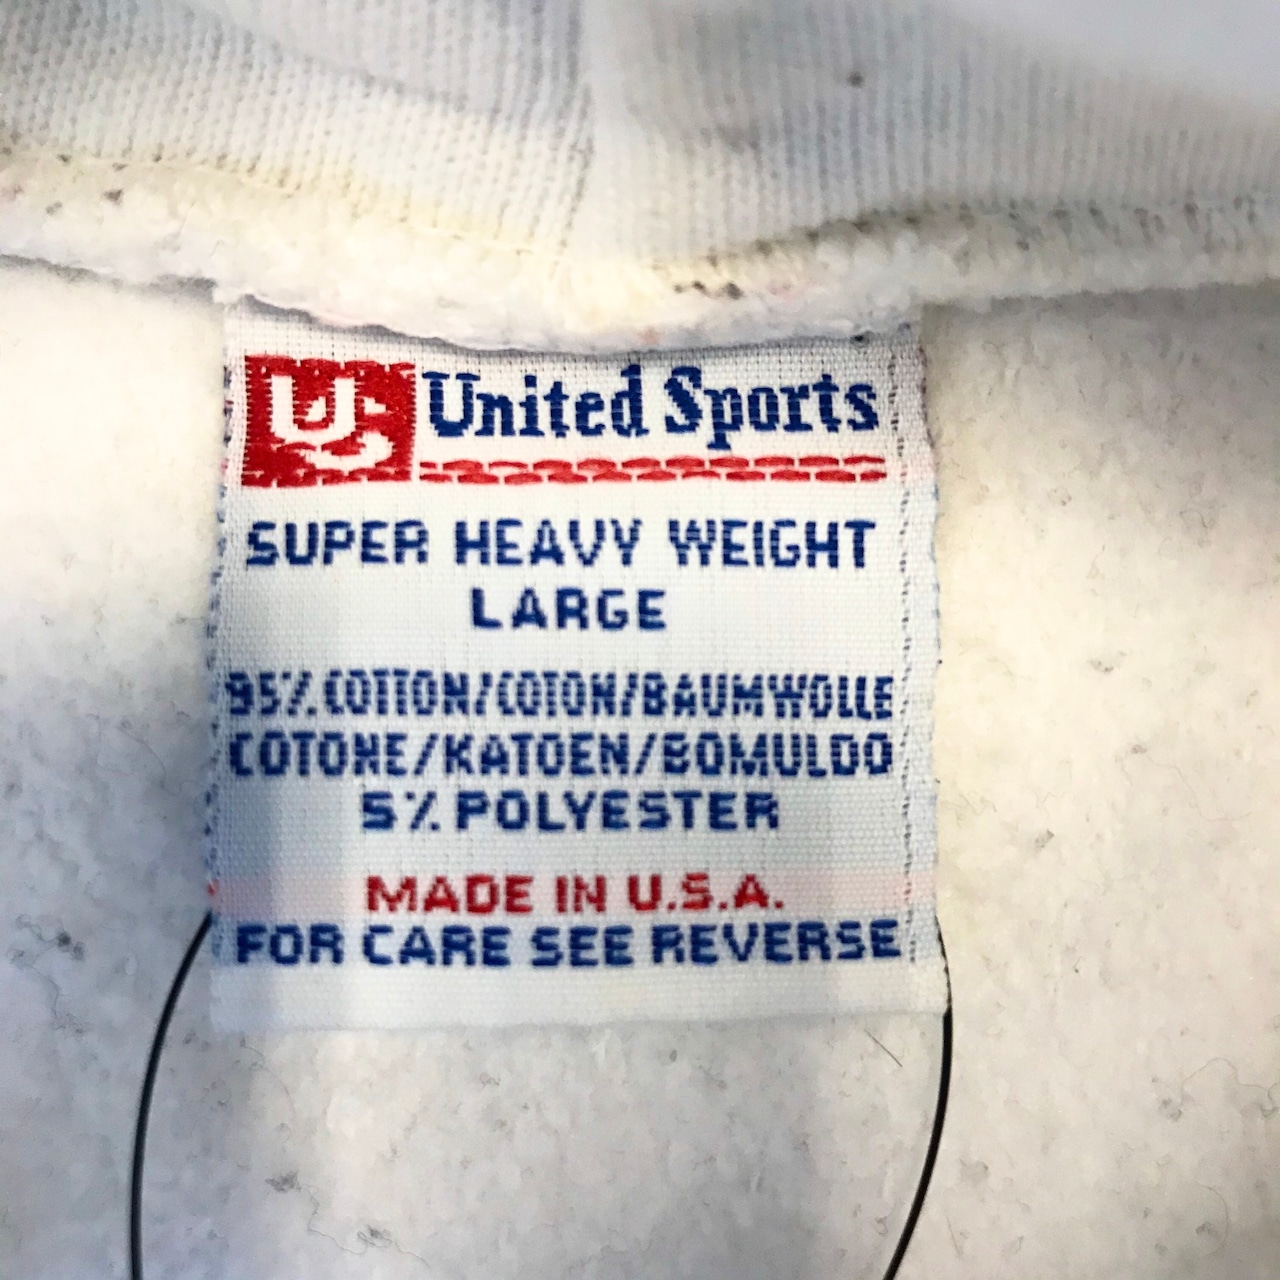 US United Sports
SUPER HEAVY WEIGHT
LARGE
95% COTTON/COTON/BAUMWOLLE
COTONE/KATOEN/BOMULDO
5% POLYESTER
MADE IN U.S.A.
FOR CARE SEE REVERSE